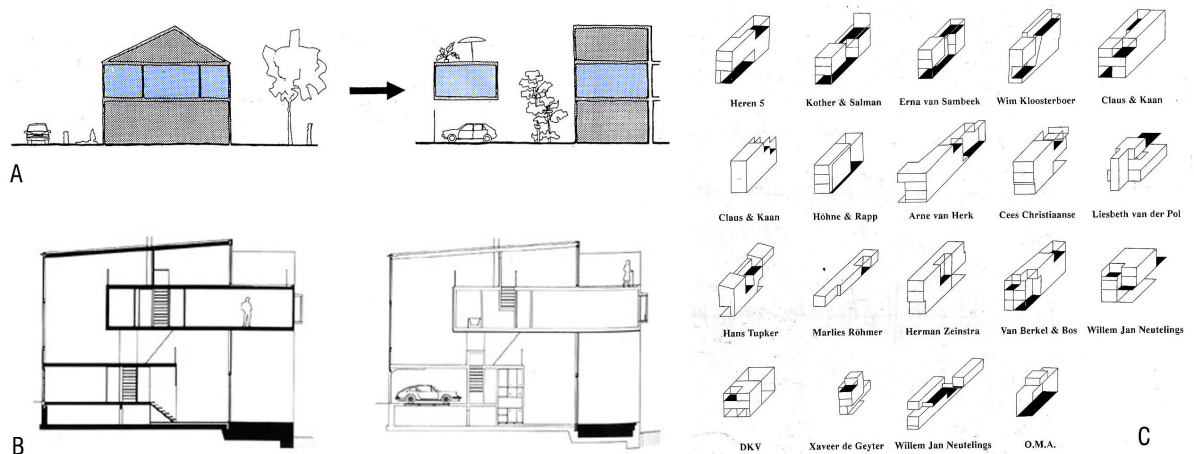 A
B
Heren 5
Kother & Salman
Erna van Sambeek
Wim Kloosterboer
Claus & Kaan
Claus & Kaan
Höhne & Rapp
Arne van Herk
Cees Christiaanse
Liesbeth van der Pol
Hans Tupker
Marlies Röhmer
Herman Zeinstra
Van Berkel & Bos
Willem Jan Neutelings
DKV
Xaveer de Geyter
Willem Jan Neutelings
O.M.A.
C